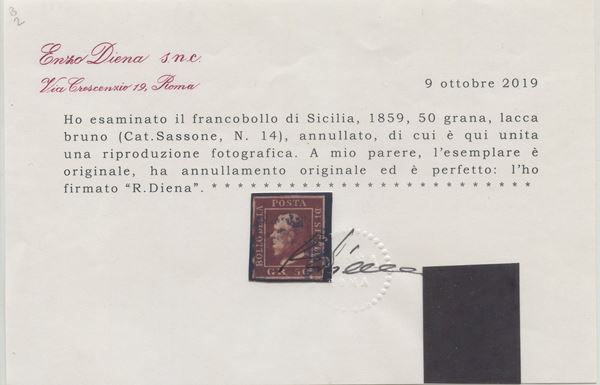 Enzo Diena s.n.c.
Via Crescenzio 19, Roma
9 ottobre 2019
Ho esaminato il francobollo di Sicilia, 1859, 50 grana, lacca
bruno (Cat.Sassone, N. 14), annullato, di cui è qui unita
una riproduzione fotografica. A mio parere, l'esemplare è
originale, ha annullamento originale ed è perfetto: l'ho
firmato "R.Diena". * * * * * * * * * * * * * * * * * * * * * * * * * *
POSTA
BOLLO DELLA
DI SICILIA
GR. 50